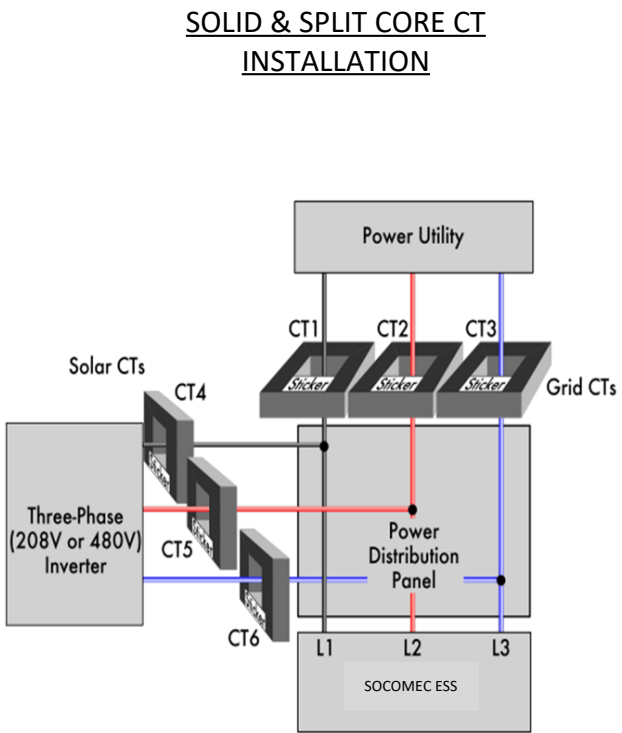 SOLID & SPLIT CORE CT
INSTALLATION
Power Utility
CT1
CT2
CT3
Sticker
Sticker
Sticker
Grid CTs
Solar CTs
CT4
Sticker
CT5
Sticker
CT6
Sticker
Three-Phase
(208V or 480V)
Inverter
Power
Distribution
Panel
L1
L2
L3
SOCOMEC ESS